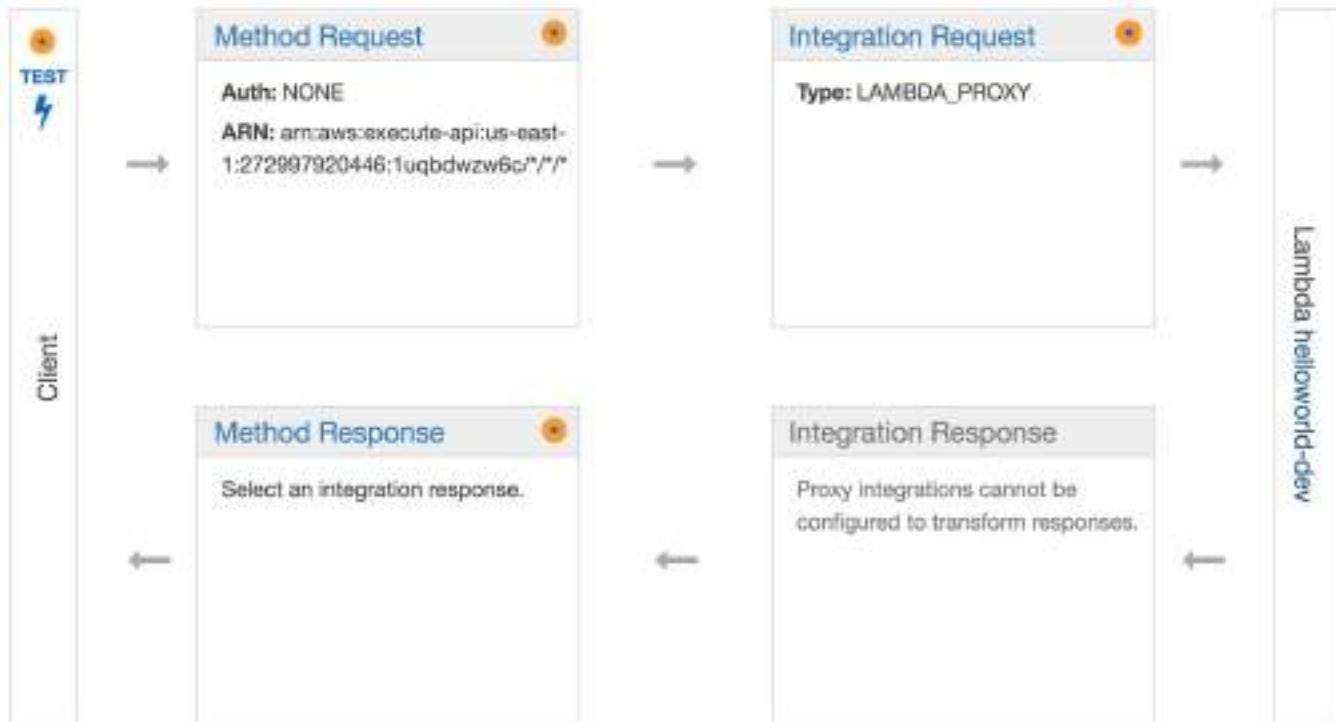 TEST
Client
Method Request
Auth: NONE
ARN: arn:aws:execute-api:us-east-
1:272997920446:1uqbdwzw6c/*/*/*
Integration Request
Type: LAMBDA_PROXY
Lambda helloworld-dev
Method Response
Select an integration response.
Integration Response
Proxy integrations cannot be
configured to transform responses.